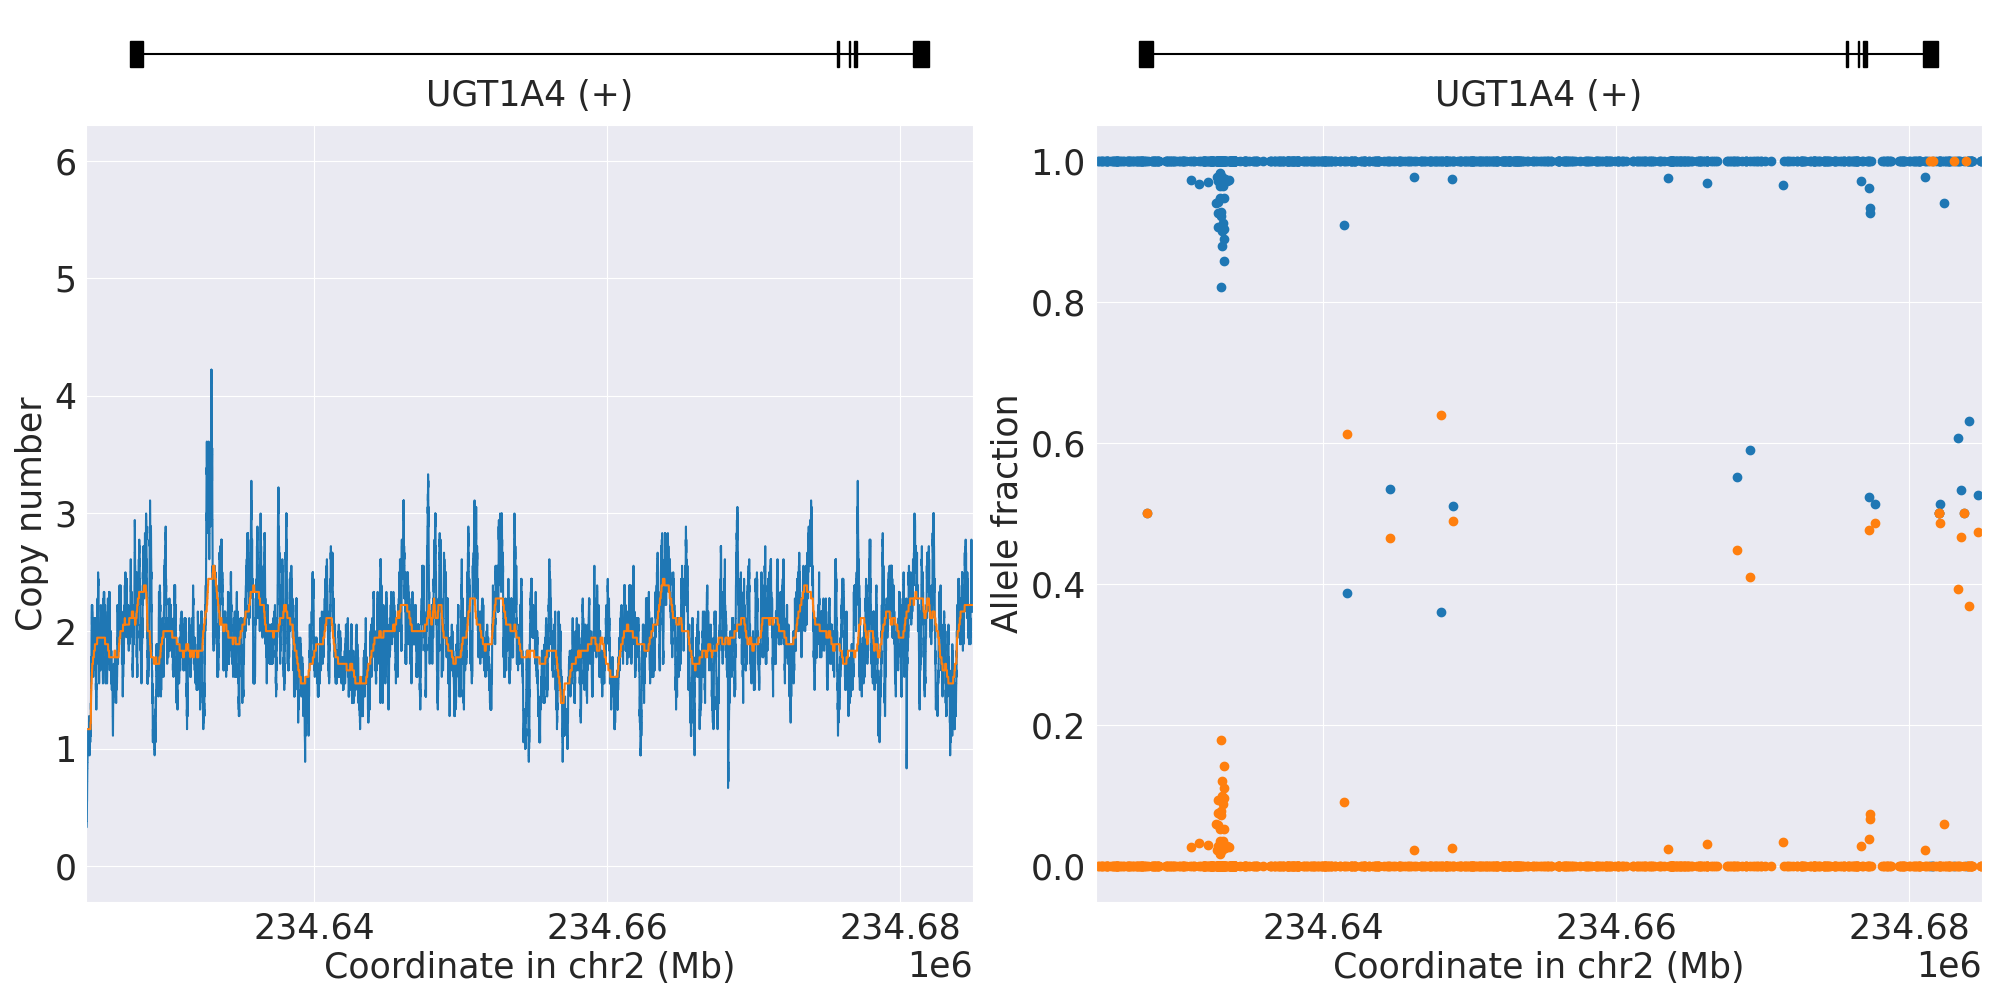 UGT1A4 (+)
UGT1A4 (+)
Copy number
6
5
4
3
2
1
0
234.64
234.66
234.68
Coordinate in chr2 (Mb)
1e6
Allele fraction
1.0
0.8
0.6
0.4
0.2
0.0
234.64
234.66
234.68
Coordinate in chr2 (Mb)
1e6